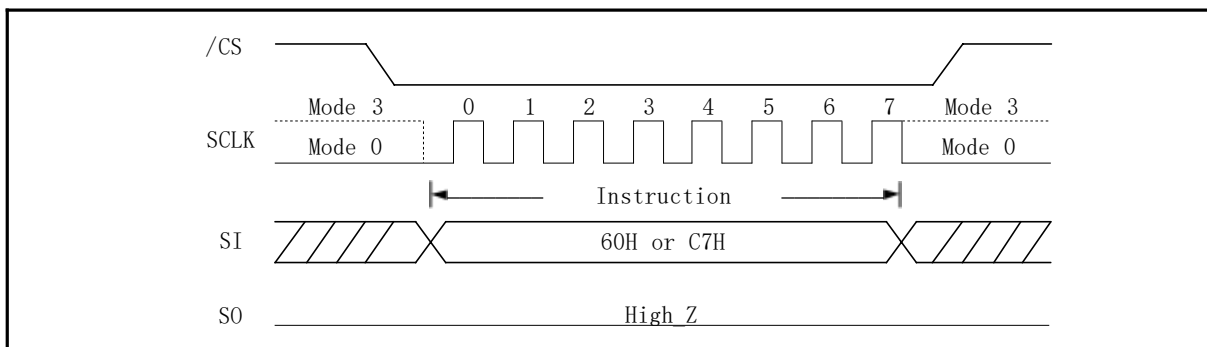 /CS
Mode 3 0 1 2 3 4 5 6 7 Mode 3
SCLK
Mode 0 Mode 0
Instruction
SI 60H or C7H
SO High_Z